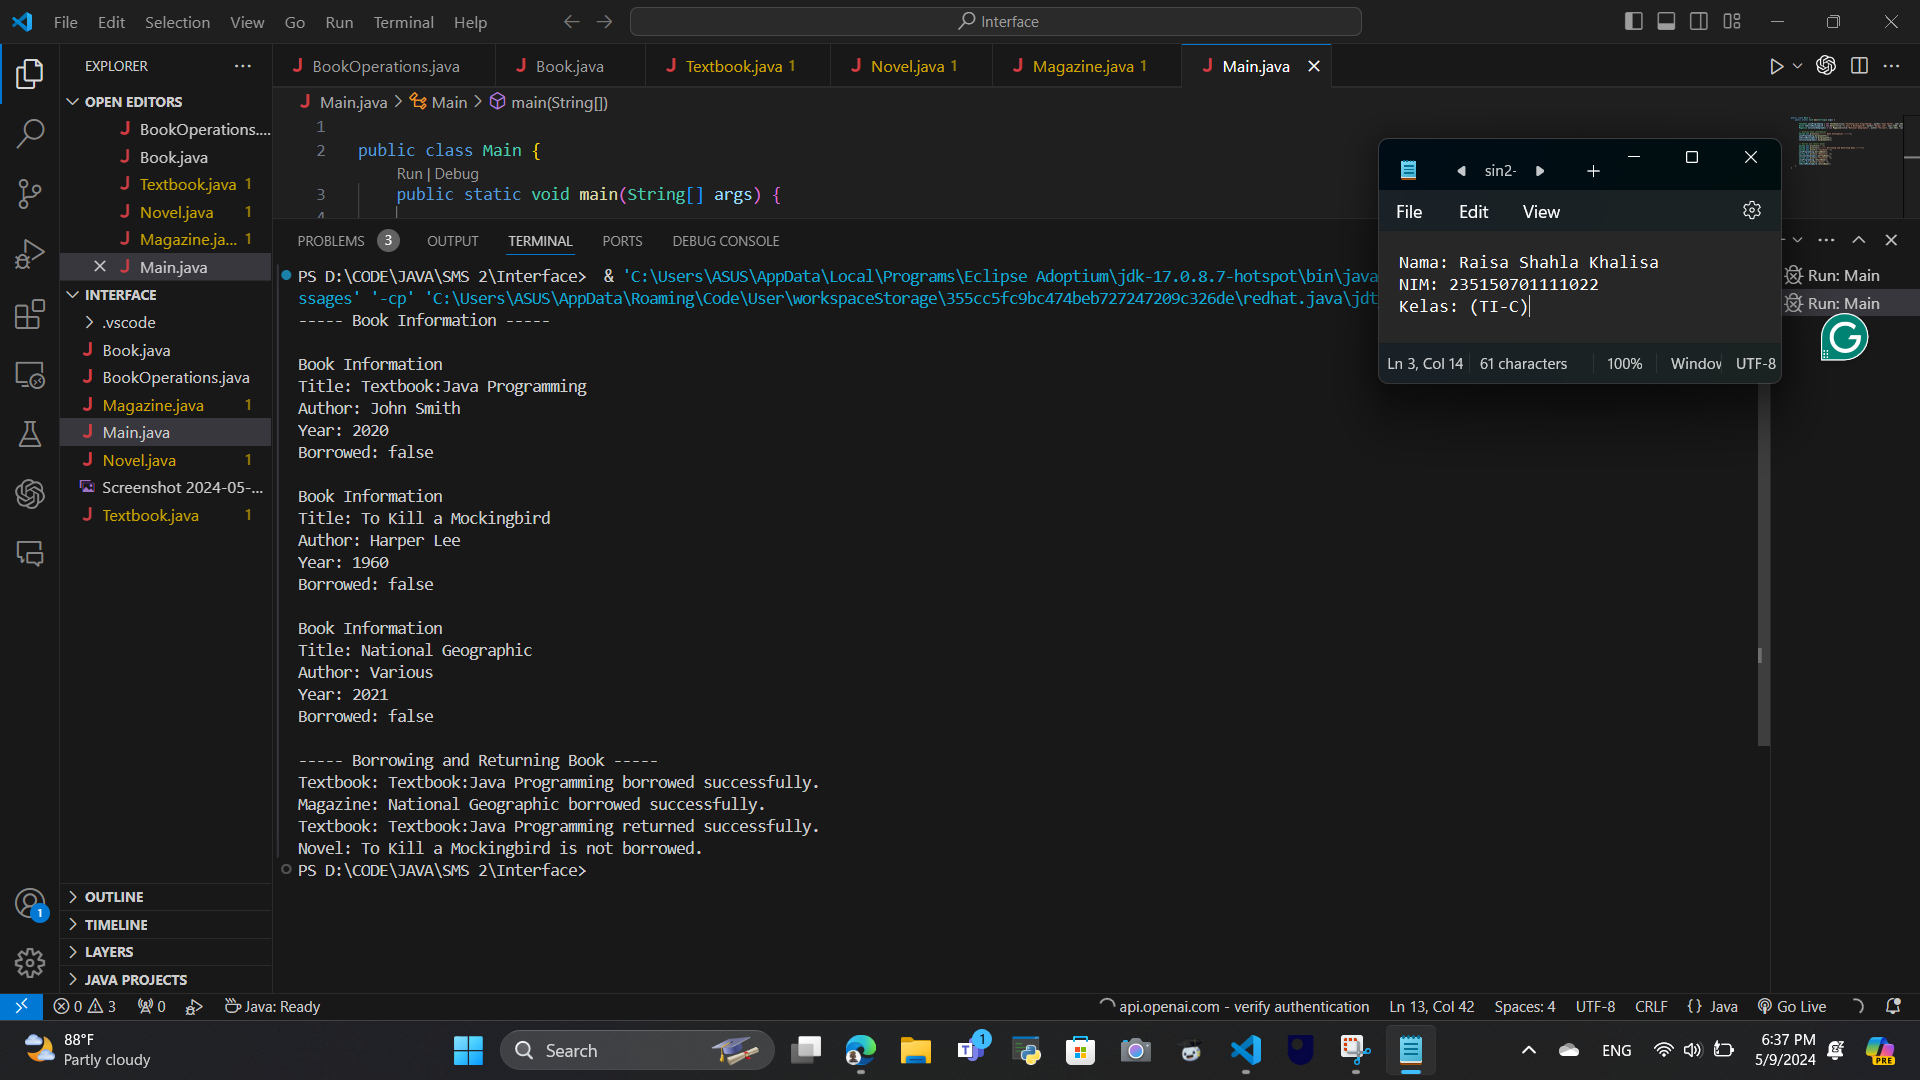 File Edit Selection View Go Run Terminal Help
Interface
EXPLORER
OPEN EDITORS
BookOperations....
Book.java
Textbook.java 1
Novel.java 1
Magazine.ja... 1
Main.java
INTERFACE
.vscode
Book.java
BookOperations.java
Magazine.java 1
Main.java
Novel.java 1
Screenshot 2024-05-...
Textbook.java 1
OUTLINE
TIMELINE
LAYERS
JAVA PROJECTS
BookOperations.java Book.java Textbook.java 1 Novel.java 1 Magazine.java 1 Main.java
Main.java > Main > main(String[])
1
2 public class Main {
Run | Debug
3 public static void main(String[] args) {
4
PROBLEMS 3 OUTPUT TERMINAL PORTS DEBUG CONSOLE
PS D:\CODE\JAVA\SMS 2\Interface> & 'C:\Users\ASUS\AppData\Local\Programs\Eclipse Adoptium\jdk-17.0.8.7-hotspot\bin\java
ssages' '-cp' 'C:\Users\ASUS\AppData\Roaming\Code\User\workspaceStorage\355cc5fc9bc474beb727247209c326de\redhat.java\jdt
----- Book Information -----
Book Information
Title: Textbook:Java Programming
Author: John Smith
Year: 2020
Borrowed: false
Book Information
Title: To Kill a Mockingbird
Author: Harper Lee
Year: 1960
Borrowed: false
Book Information
Title: National Geographic
Author: Various
Year: 2021
Borrowed: false
----- Borrowing and Returning Book -----
Textbook: Textbook:Java Programming borrowed successfully.
Magazine: National Geographic borrowed successfully.
Textbook: Textbook:Java Programming returned successfully.
Novel: To Kill a Mockingbird is not borrowed.
PS D:\CODE\JAVA\SMS 2\Interface>
Run: Main
Run: Main
sin2-
File Edit View
Nama: Raisa Shahla Khalisa
NIM: 235150701111022
Kelas: (TI-C)
Ln 3, Col 14 61 characters 100% Window UTF-8
1
0 3 0 Java: Ready
api.openai.com - verify authentication Ln 13, Col 42 Spaces: 4 UTF-8 CRLF {} Java Go Live
88°F
Partly cloudy
Search
1
ENG
6:37 PM
5/9/2024
PRE